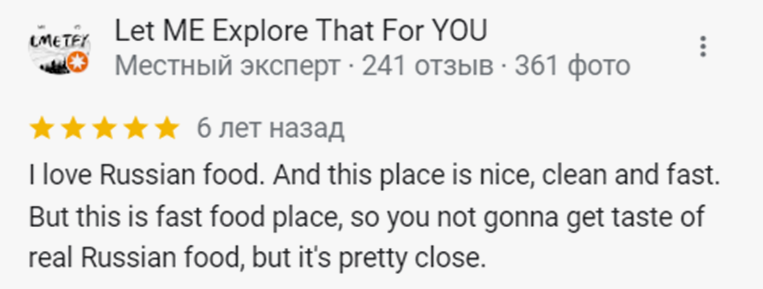 LMETFY
Let ME Explore That For YOU
Местный эксперт · 241 отзыв · 361 фото
6 лет назад
I love Russian food. And this place is nice, clean and fast.
But this is fast food place, so you not gonna get taste of
real Russian food, but it's pretty close.